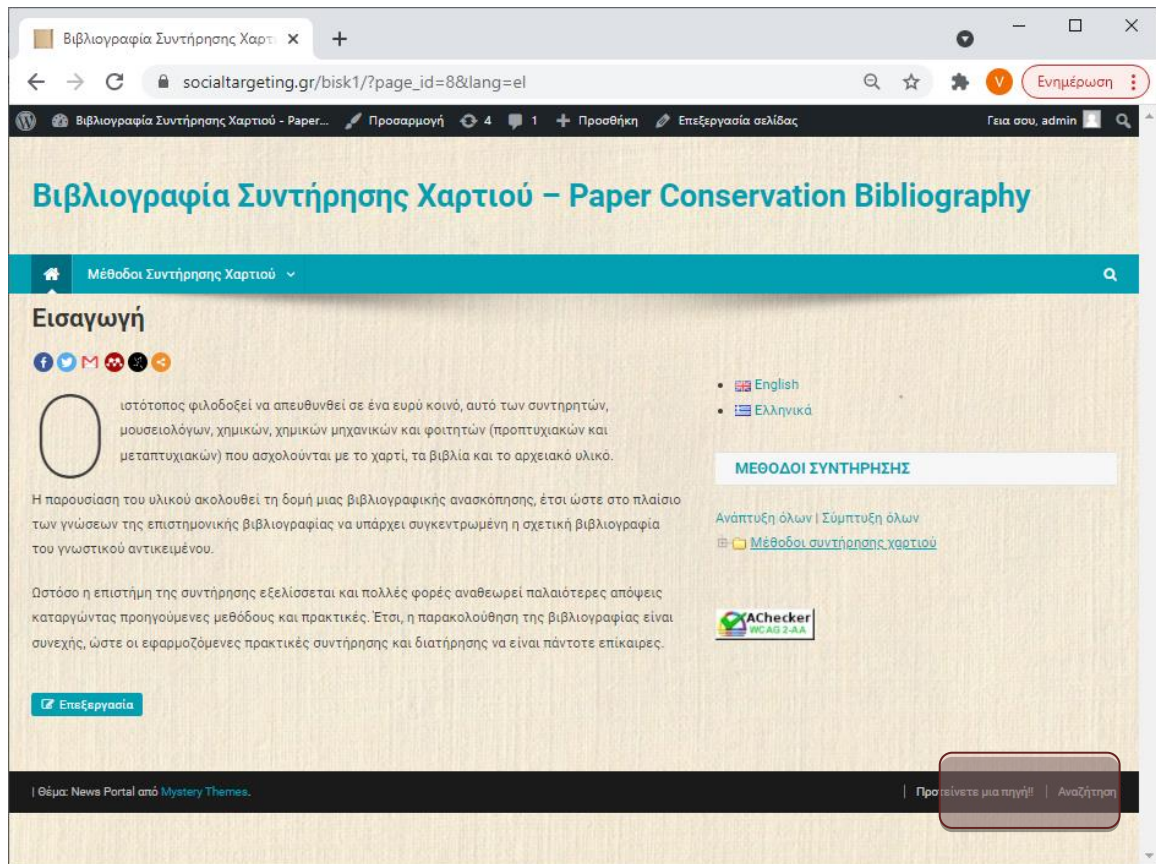 Βιβλιογραφία Συντήρησης Χαρτι
socialtargeting.gr/bisk1/?page_id=8&lang=el
V
Ενημέρωση
Βιβλιογραφία Συντήρησης Χαρτιού - Paper... Προσαρμογή 4 1 Προσθήκη Επεξεργασία σελίδας Γεια σου, admin
Βιβλιογραφία Συντήρησης Χαρτιού – Paper Conservation Bibliography
Μέθοδοι Συντήρησης Χαρτιού
Εισαγωγή
Ο ιστότοπος φιλοδοξεί να απευθυνθεί σε ένα ευρύ κοινό, αυτό των συντηρητών,
μουσειολόγων, χημικών, χημικών μηχανικών και φοιτητών (προπτυχιακών και
μεταπτυχιακών) που ασχολούνται με το χαρτί, τα βιβλία και το αρχειακό υλικό.
Η παρουσίαση του υλικού ακολουθεί τη δομή μιας βιβλιογραφικής ανασκόπησης, έτσι ώστε στο πλαίσιο
των γνώσεων της επιστημονικής βιβλιογραφίας να υπάρχει συγκεντρωμένη η σχετική βιβλιογραφία
του γνωστικού αντικειμένου.
Ωστόσο η επιστήμη της συντήρησης εξελίσσεται και πολλές φορές αναθεωρεί παλαιότερες απόψεις
καταργώντας προηγούμενες μεθόδους και πρακτικές. Έτσι, η παρακολούθηση της βιβλιογραφίας είναι
συνεχής, ώστε οι εφαρμοζόμενες πρακτικές συντήρησης και διατήρησης να είναι πάντοτε επίκαιρες.
Επεξεργασία
English
Ελληνικά
ΜΕΘΟΔΟΙ ΣΥΝΤΗΡΗΣΗΣ
Ανάπτυξη όλων | Σύμπτυξη όλων
Μέθοδοι συντήρησης χαρτιού
AChecker
WCAG 2-AA
| Θέμα: News Portal από Mystery Themes.
| Προτείνετε μια πηγή!! | Αναζήτηση